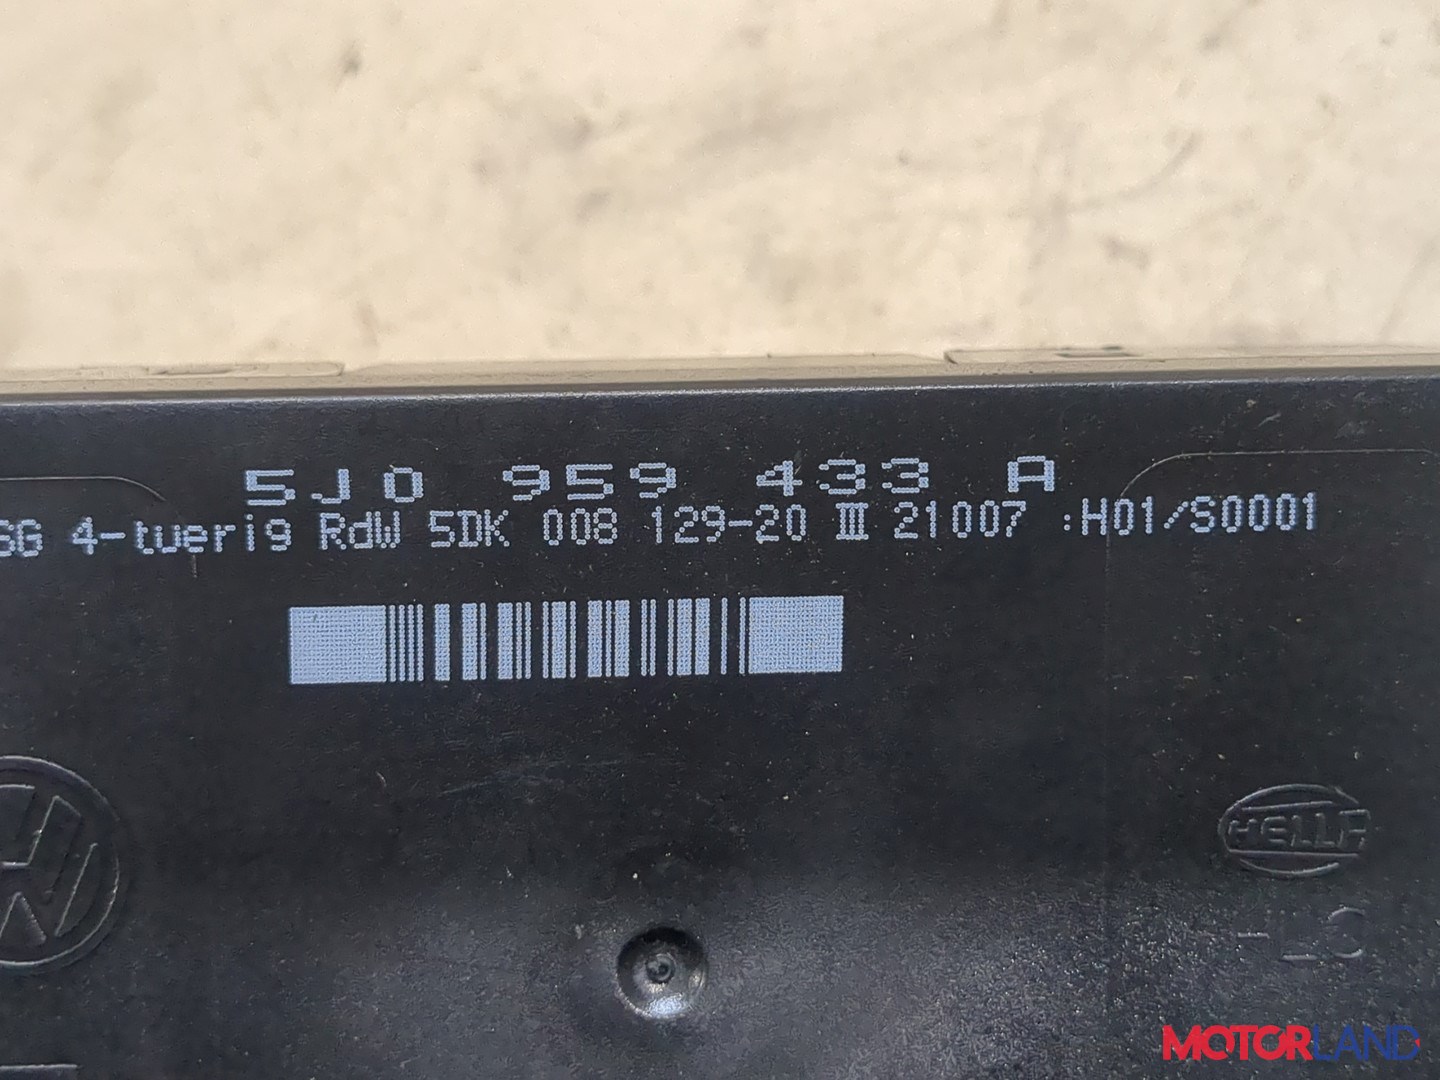 5J0 959 433 A
SG 4-tuerig RdW 5DK 008 129-20 III 21007 :H01/S0001
HELLA
MOTORLAND